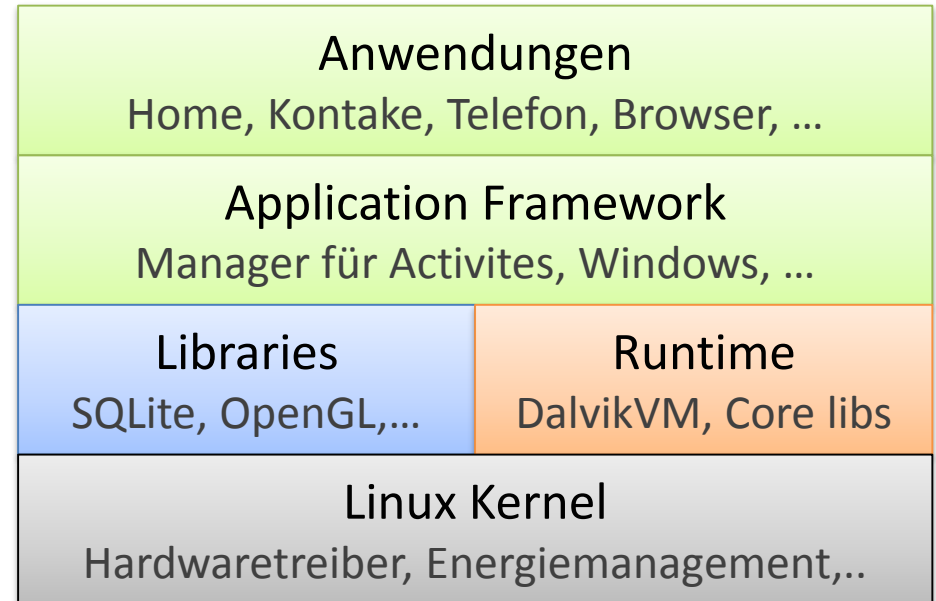 Anwendungen
Home, Kontake, Telefon, Browser, …
Application Framework
Manager für Activites, Windows, …
Libraries
SQLite, OpenGL,…
Runtime
DalvikVM, Core libs
Linux Kernel
Hardwaretreiber, Energiemanagement,..